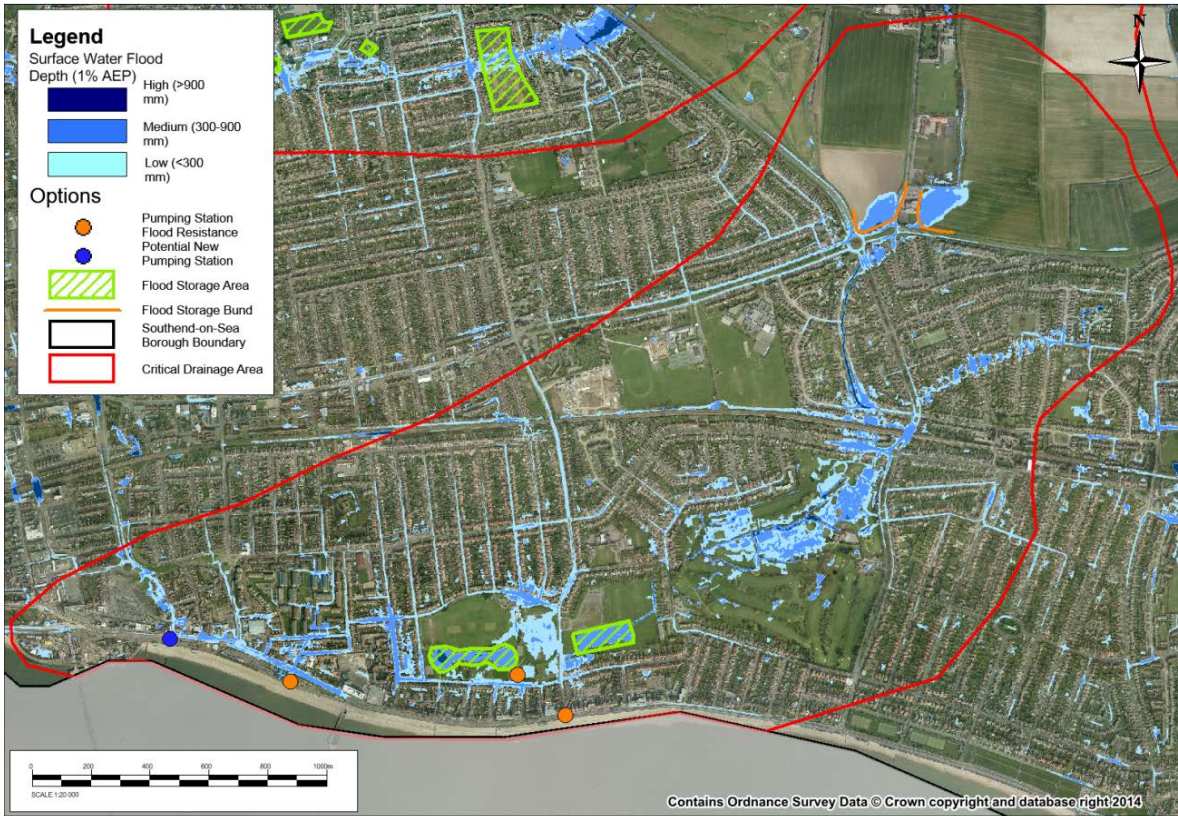 Legend
Surface Water Flood
Depth (1% AEP)
High (>900
mm)
Medium (300-900
mm)
Low (<300
mm)
Options
Pumping Station
Flood Resistance
Potential New
Pumping Station
Flood Storage Area
Flood Storage Bund
Southend-on-Sea
Borough Boundary
Critical Drainage Area
N
0 200 400 600 800 1000m
SCALE 1:20 000
Contains Ordnance Survey Data © Crown copyright and database right 2014